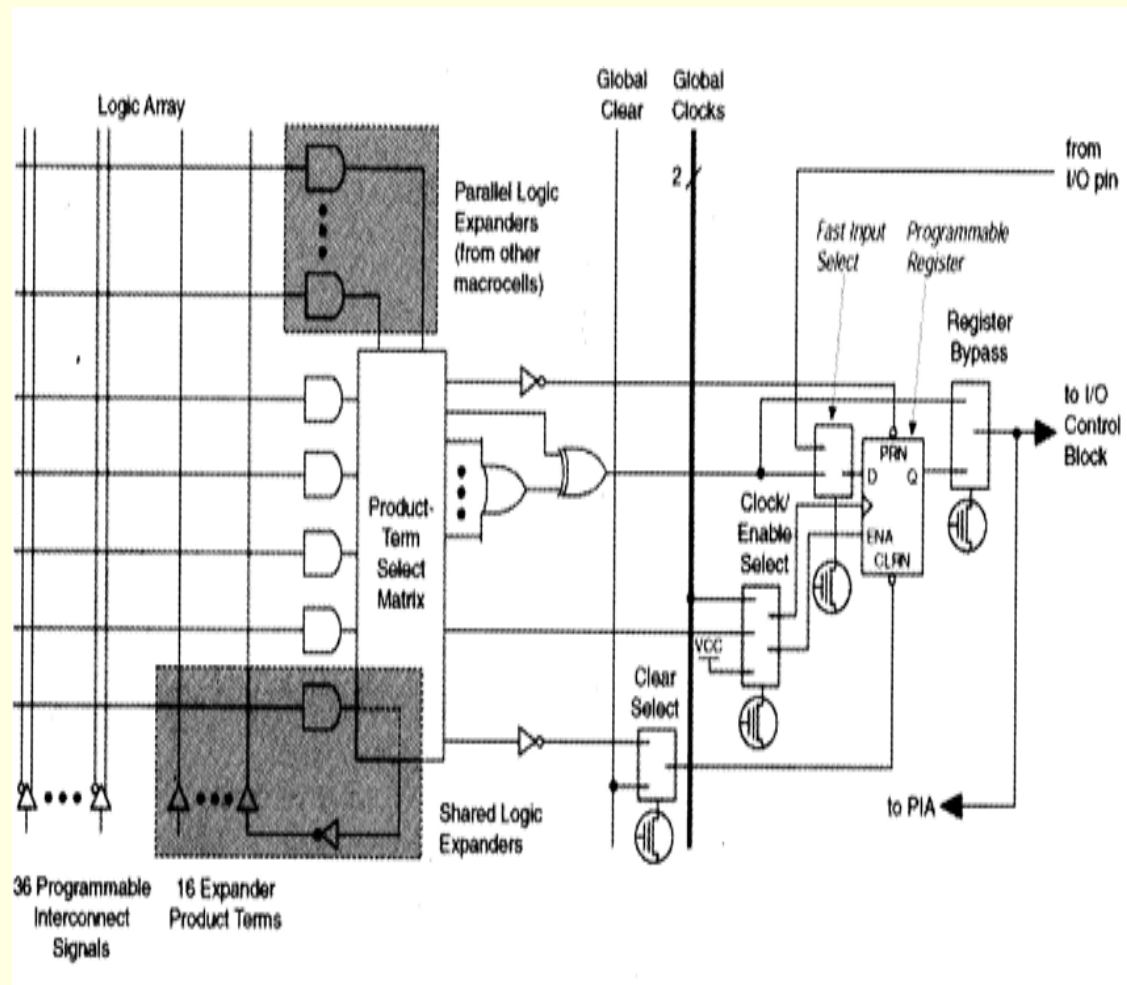 Global
Clear
Global
Clocks
Logic Array
from
I/O pin
2
Parallel Logic
Expanders
(from other
macrocells)
Fast Input
Select
Programmable
Register
Register
Bypass
to I/O
Control
Block
PRN
D
Q
Product-
Term
Select
Matrix
Clock/
Enable
Select
ENA
CLRN
VCC
Clear
Select
to PIA
Shared Logic
Expanders
36 Programmable
Interconnect
Signals
16 Expander
Product Terms